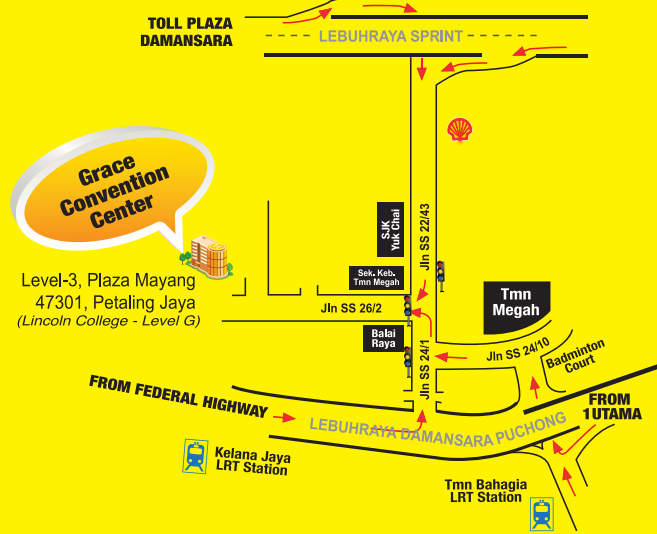 TOLL PLAZA
DAMANSARA
LEBUHRAYA SPRINT
Grace
Convention
Center
Level-3, Plaza Mayang
47301, Petaling Jaya
(Lincoln College - Level G)
SJK
Yuk Chai
Jln SS 22/43
Sek. Keb.
Tmn Megah
Jln SS 26/2
Balai
Raya
Jln SS 24/1
Tmn
Megah
Jln SS 24/10
Badminton
Court
FROM FEDERAL HIGHWAY
LEBUHRAYA DAMANSARA PUCHONG
FROM
1UTAMA
Kelana Jaya
LRT Station
Tmn Bahagia
LRT Station